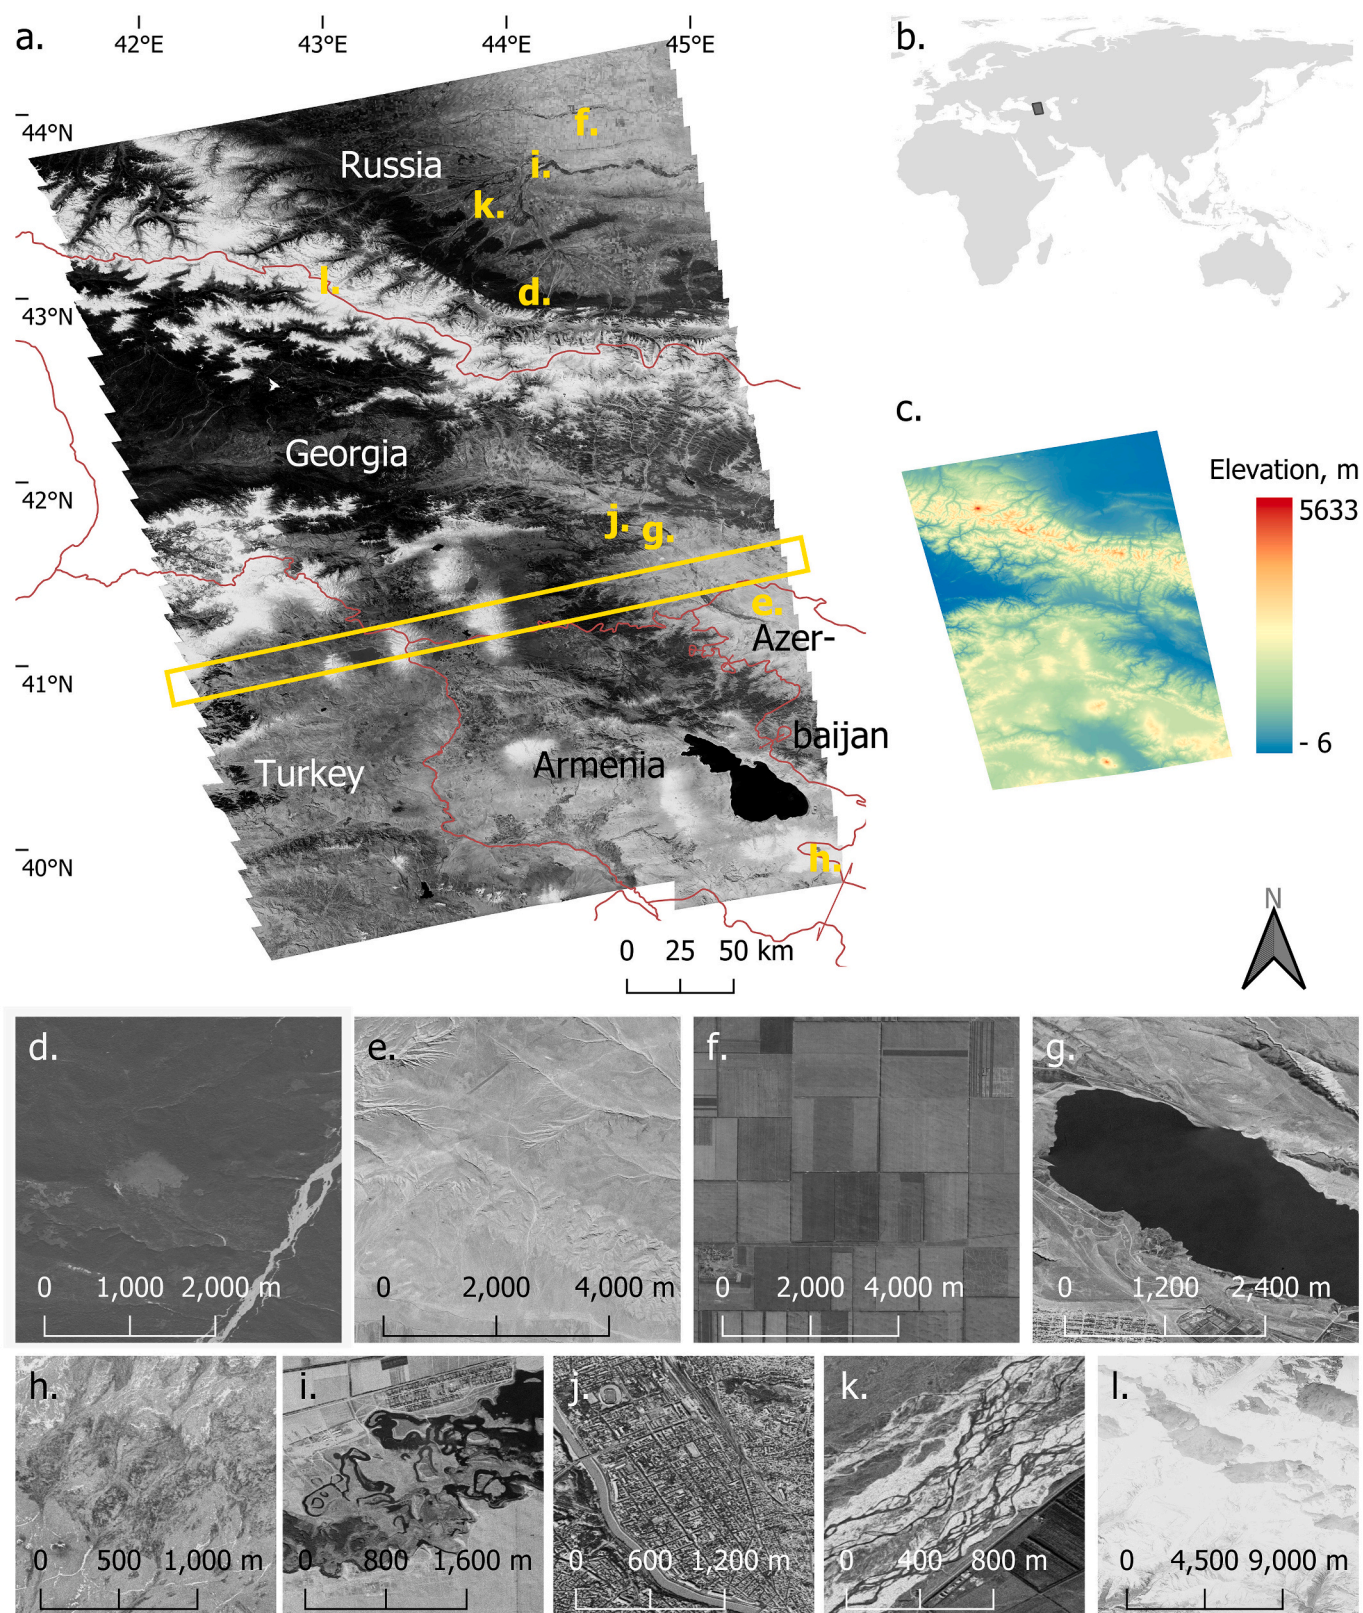 a.
42°E 43°E 44°E 45°E
b.
44°N
f.
Russia
i.
k.
l.
d.
43°N
c.
Georgia
Elevation, m
42°N
5633
j. g.
e.
Azer-
41°N
baijan
- 6
Armenia
Turkey
40°N
h.
N
0 25 50 km
d.
0 1,000 2,000 m
e.
0 2,000 4,000 m
f.
0 2,000 4,000 m
g.
0 1,200 2,400 m
h.
0 500 1,000 m
i.
0 800 1,600 m
j.
0 600 1,200 m
k.
0 400 800 m
l.
0 4,500 9,000 m